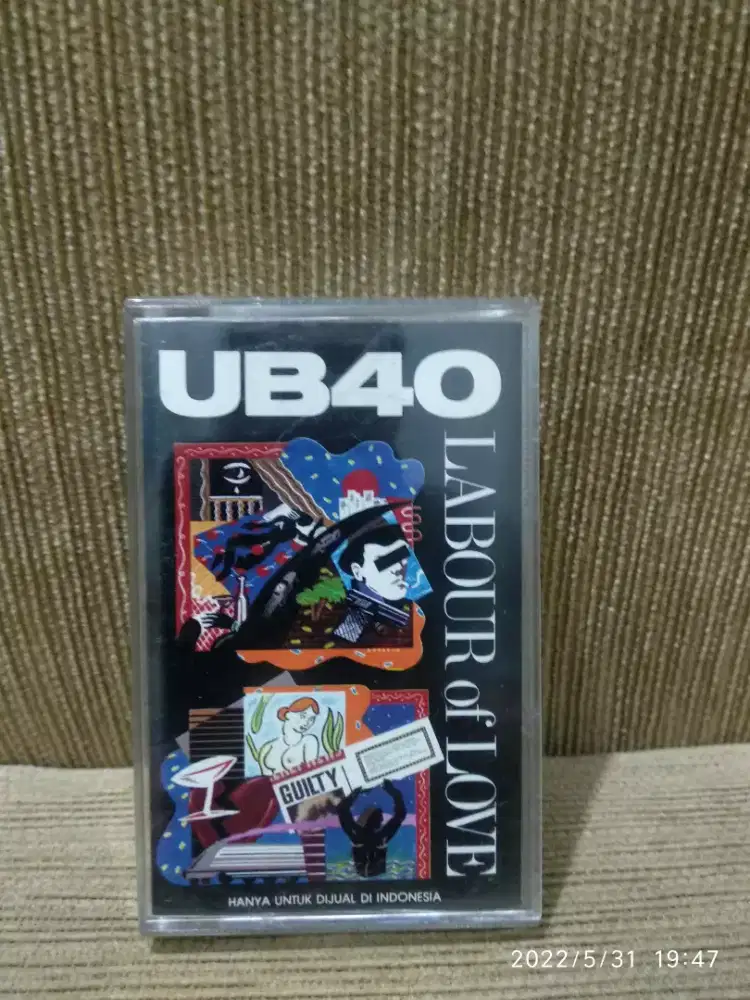 UB40
LABOUR of LOVE
GUILTY
HANYA UNTUK DIJUAL DI INDONESIA
2022/5/31 19:47